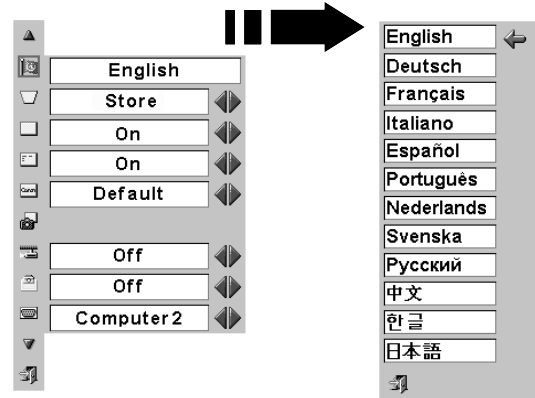 English
Store
On
On
Default
Off
Off
Computer2
English
Deutsch
Français
Italiano
Español
Português
Nederlands
Svenska
Русский
中文
한글
日本語